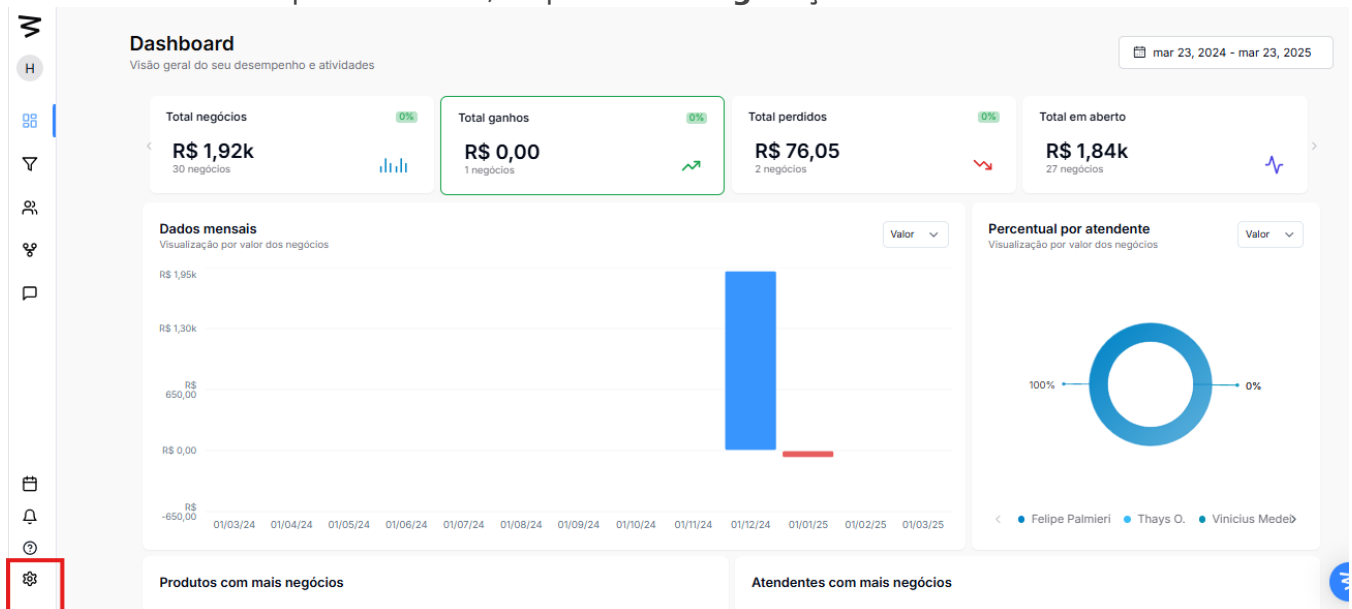 H
Dashboard
Visão geral do seu desempenho e atividades
mar 23, 2024 - mar 23, 2025
Total negócios
0%
R$ 1,92k
30 negócios
Total ganhos
0%
R$ 0,00
1 negócios
Total perdidos
0%
R$ 76,05
2 negócios
Total em aberto
R$ 1,84k
27 negócios
Dados mensais
Visualização por valor dos negócios
Valor
R$ 1,95k
R$ 1,30k
R$
650,00
R$ 0,00
R$
-650,00
01/03/24 01/04/24 01/05/24 01/06/24 01/07/24 01/08/24 01/09/24 01/10/24 01/11/24 01/12/24 01/01/25 01/02/25 01/03/25
Percentual por atendente
Visualização por valor dos negócios
Valor
100%
0%
Felipe Palmieri Thays O. Vinicius Medei
Produtos com mais negócios
Atendentes com mais negócios